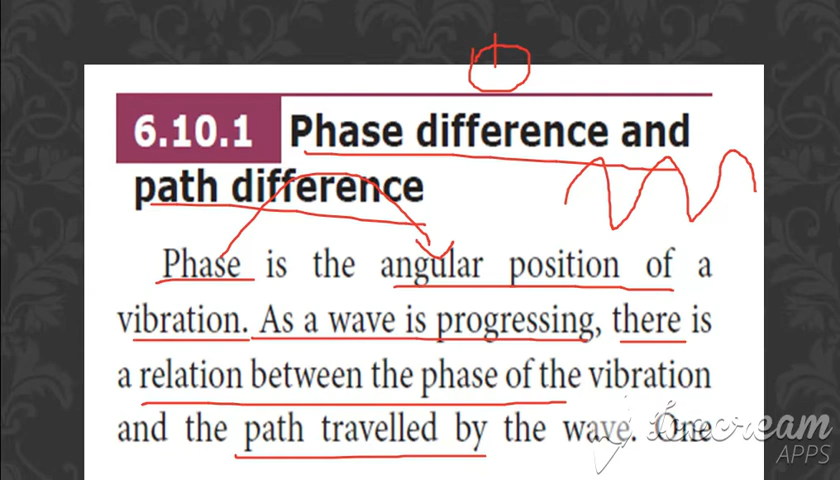 6.10.1 Phase difference and
path difference
Phase is the angular position of a
vibration. As a wave is progressing, there is
a relation between the phase of the vibration
and the path travelled by the wave. One
APPS